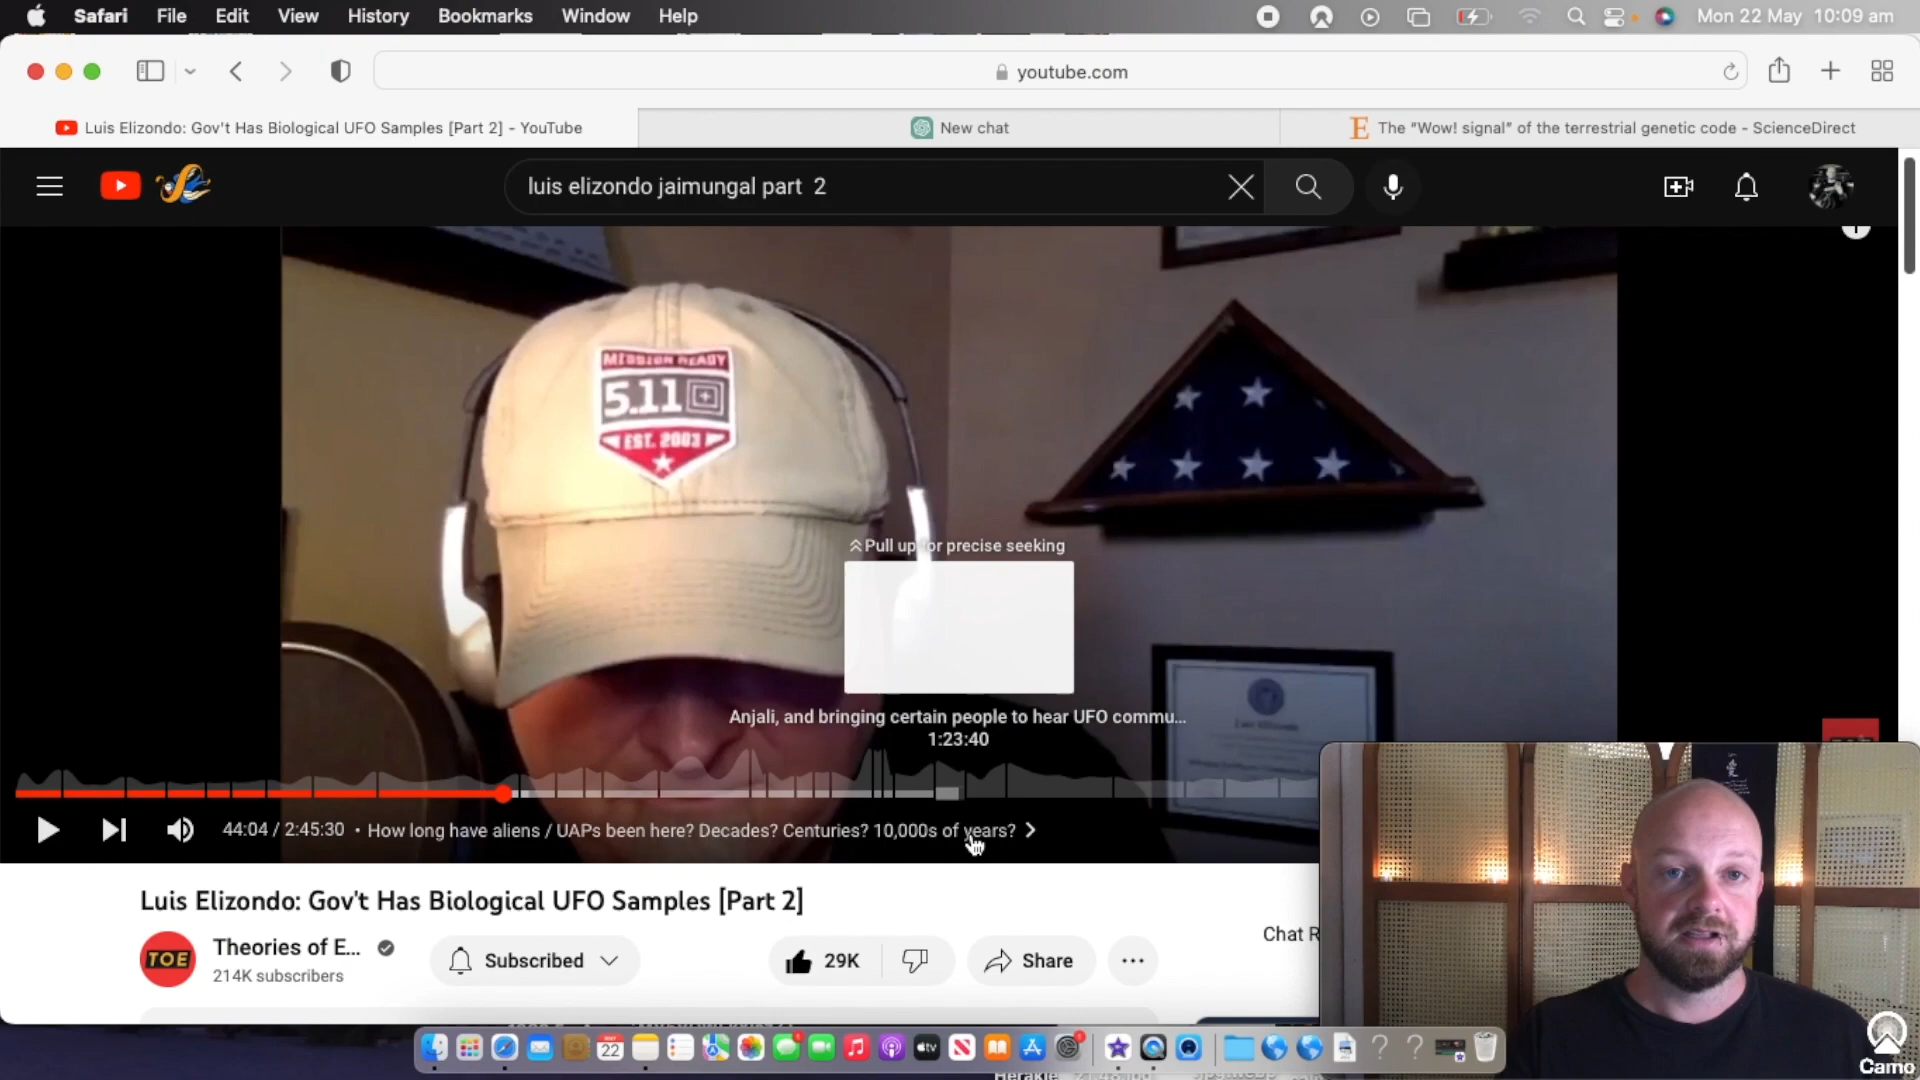 Safari File Edit View History Bookmarks Window Help Mon 22 May 10:09 am
youtube.com
Luis Elizondo: Gov't Has Biological UFO Samples [Part 2] - YouTube
New chat
The “Wow! signal” of the terrestrial genetic code - ScienceDirect
luis elizondo jaimungal part 2
MISSION READY
5.11
EST. 2003
Pull up for precise seeking
Anjali, and bringing certain people to hear UFO commu...
1:23:40
44:04 / 2:45:30 • How long have aliens / UAPs been here? Decades? Centuries? 10,000s of years?
Luis Elizondo: Gov't Has Biological UFO Samples [Part 2]
Chat R
TOE
Theories of E...
214K subscribers
Subscribed
29K
Share
MAY
22
tv
Camo